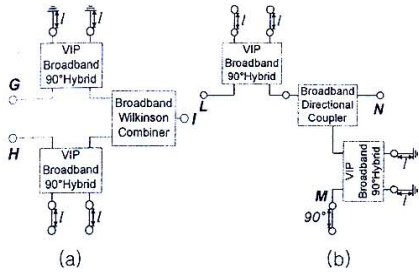 l l
VIP
Broadband
90°Hybrid
G
Broadband
Wilkinson
Combiner
I
H
VIP
Broadband
90°Hybrid
l l
(a)
l l
VIP
Broadband
90°Hybrid
L
Broadband
Directional
Coupler
N
VIP
Broadband
90°Hybrid
l
l
M
90°
(b)